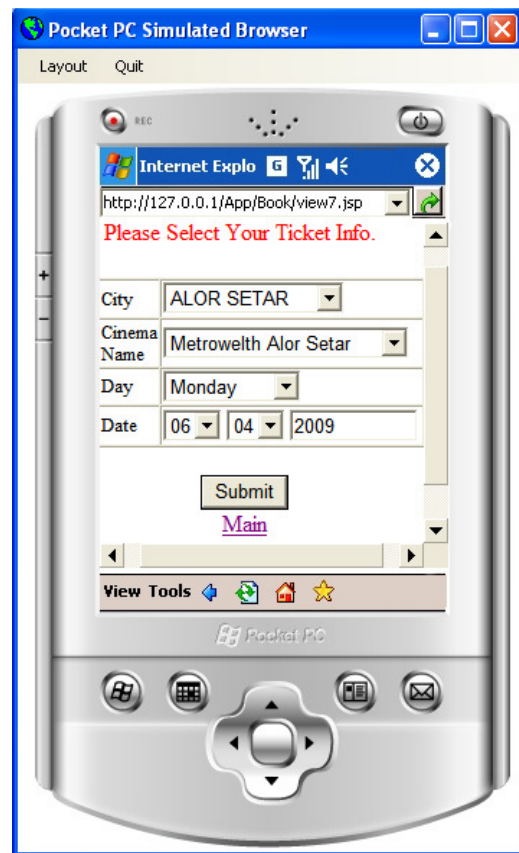 Pocket PC Simulated Browser
Layout Quit
REC
Internet Explo G
http://127.0.0.1/App/Book/view7.jsp
Please Select Your Ticket Info.
+
City ALOR SETAR
Cinema
Name Metrowelth Alor Setar
−
Day Monday
Date 06 04 2009
Submit
Main
View Tools
Pocket PC